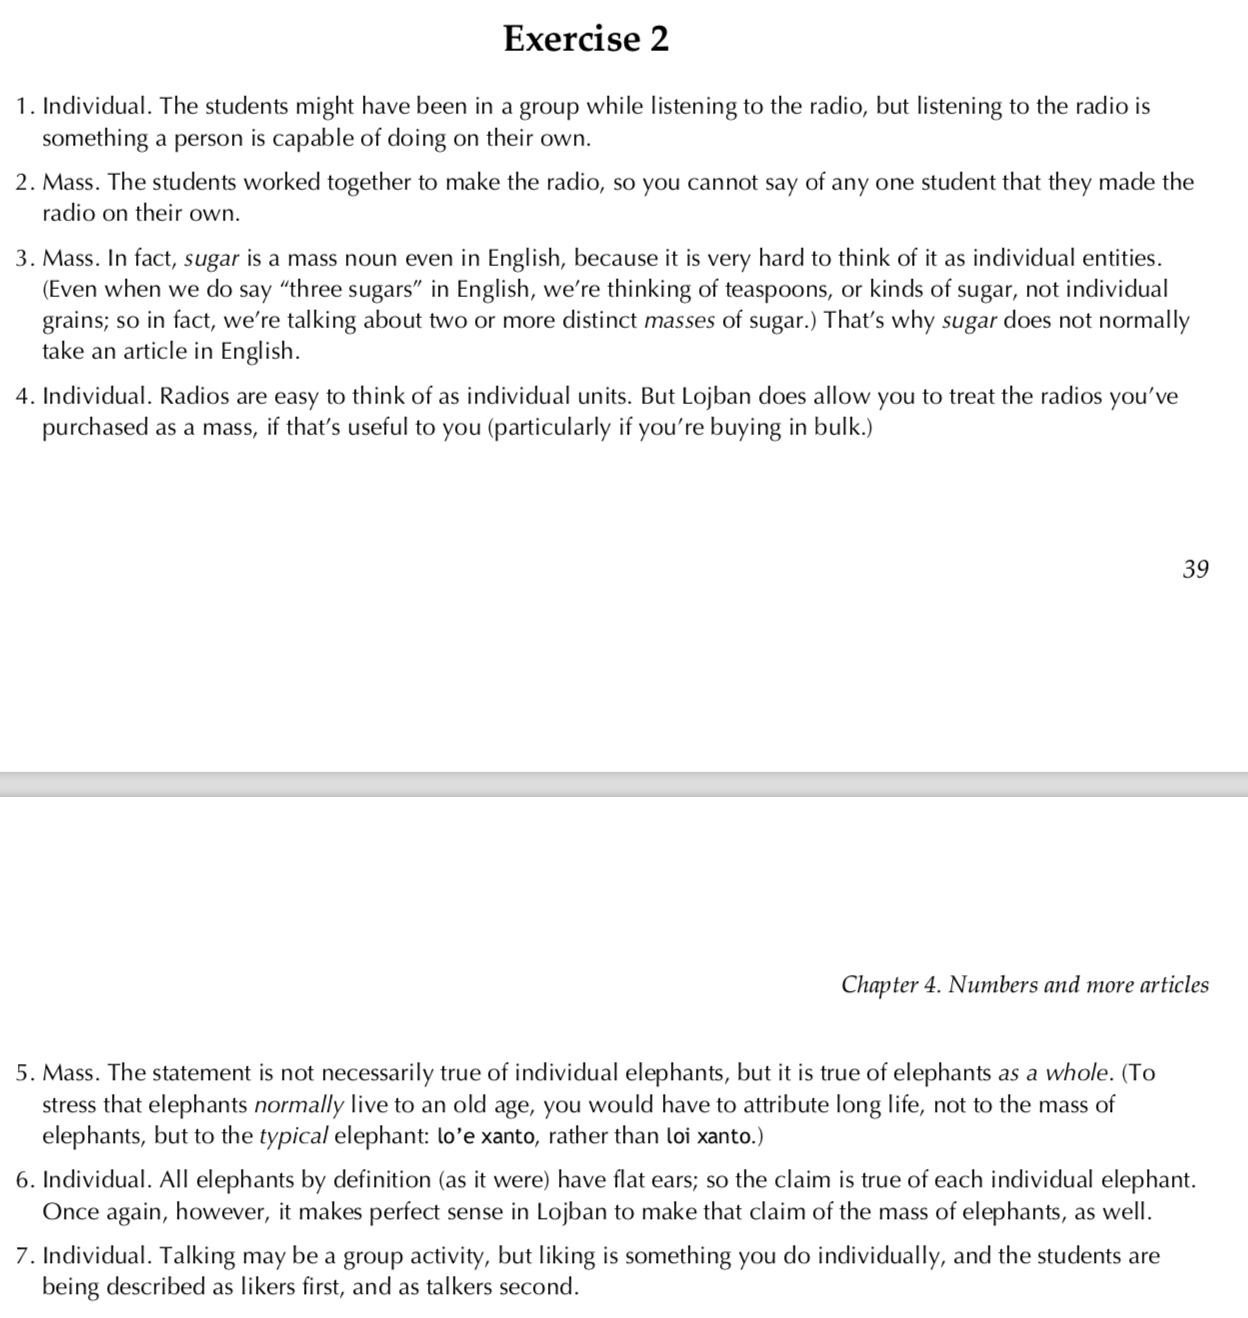 Exercise 2
1. Individual. The students might have been in a group while listening to the radio, but listening to the radio is
something a person is capable of doing on their own.
2. Mass. The students worked together to make the radio, so you cannot say of any one student that they made the
radio on their own.
3. Mass. In fact, sugar is a mass noun even in English, because it is very hard to think of it as individual entities.
(Even when we do say “three sugars” in English, we’re thinking of teaspoons, or kinds of sugar, not individual
grains; so in fact, we’re talking about two or more distinct masses of sugar.) That’s why sugar does not normally
take an article in English.
4. Individual. Radios are easy to think of as individual units. But Lojban does allow you to treat the radios you’ve
purchased as a mass, if that’s useful to you (particularly if you’re buying in bulk.)
39
Chapter 4. Numbers and more articles
5. Mass. The statement is not necessarily true of individual elephants, but it is true of elephants as a whole. (To
stress that elephants normally live to an old age, you would have to attribute long life, not to the mass of
elephants, but to the typical elephant: lo’e xanto, rather than loi xanto.)
6. Individual. All elephants by definition (as it were) have flat ears; so the claim is true of each individual elephant.
Once again, however, it makes perfect sense in Lojban to make that claim of the mass of elephants, as well.
7. Individual. Talking may be a group activity, but liking is something you do individually, and the students are
being described as likers first, and as talkers second.